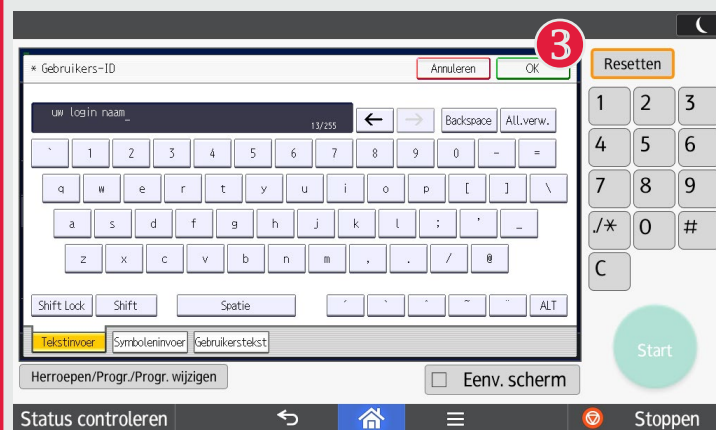 3
* Gebruikers-ID Annuleren OK Resetten
uw login naam_
13/255 ← → Backspace All.verw.
1 2 3
` 1 2 3 4 5 6 7 8 9 0 - =
4 5 6
q w e r t y u i o p [ ] \
7 8 9
a s d f g h j k l ; ' _
./* 0 #
z x c v b n m , . / @
C
Shift Lock Shift Spatie ´ ` ^ ~ ¨ ALT
Tekstinvoer Symboleninvoer Gebruikerstekst
Start
Herroepen/Progr./Progr. wijzigen Eenv. scherm
Status controleren Stoppen